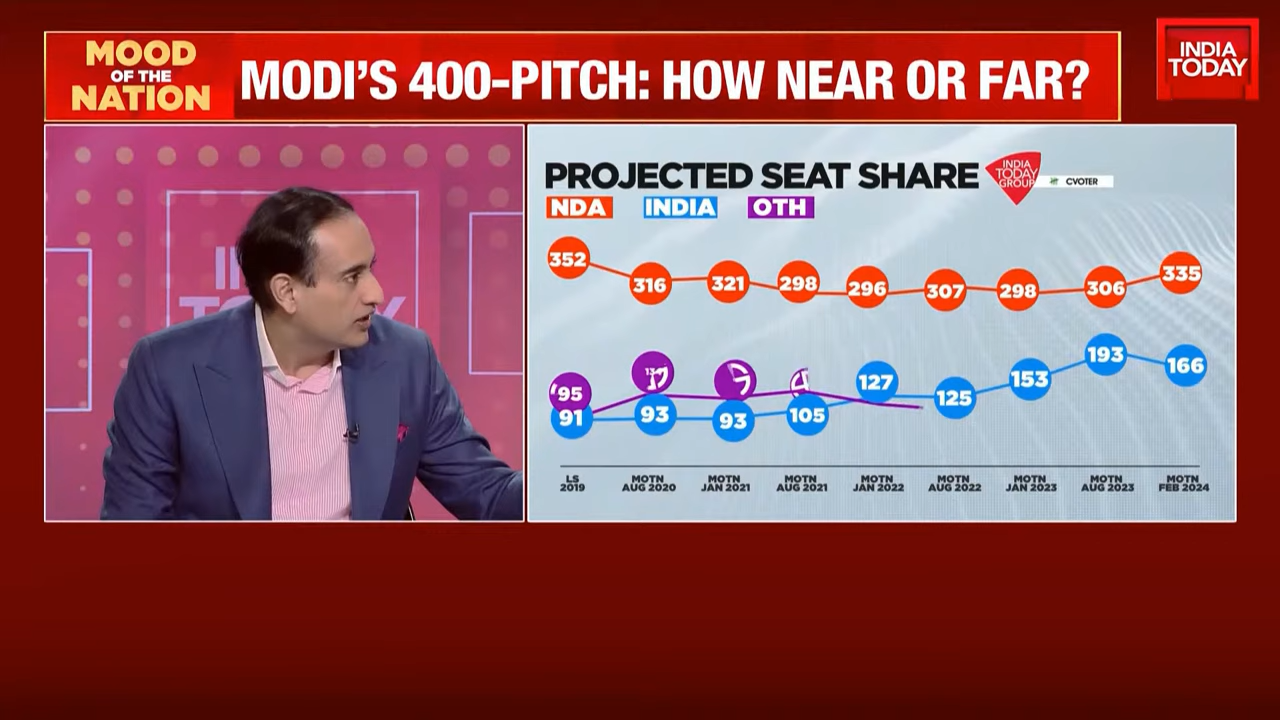 MOOD
OF THE
NATION
MODI'S 400-PITCH: HOW NEAR OR FAR?
INDIA
TODAY
PROJECTED SEAT SHARE
INDIA
TODAY
GROUP
CVOTER
NDA INDIA OTH
352 316 321 298 296 307 298 306 335
95
91 93 93 105 127 125 153 193 166
LS
2019
MOTN
AUG 2020
MOTN
JAN 2021
MOTN
AUG 2021
MOTN
JAN 2022
MOTN
AUG 2022
MOTN
JAN 2023
MOTN
AUG 2023
MOTN
FEB 2024